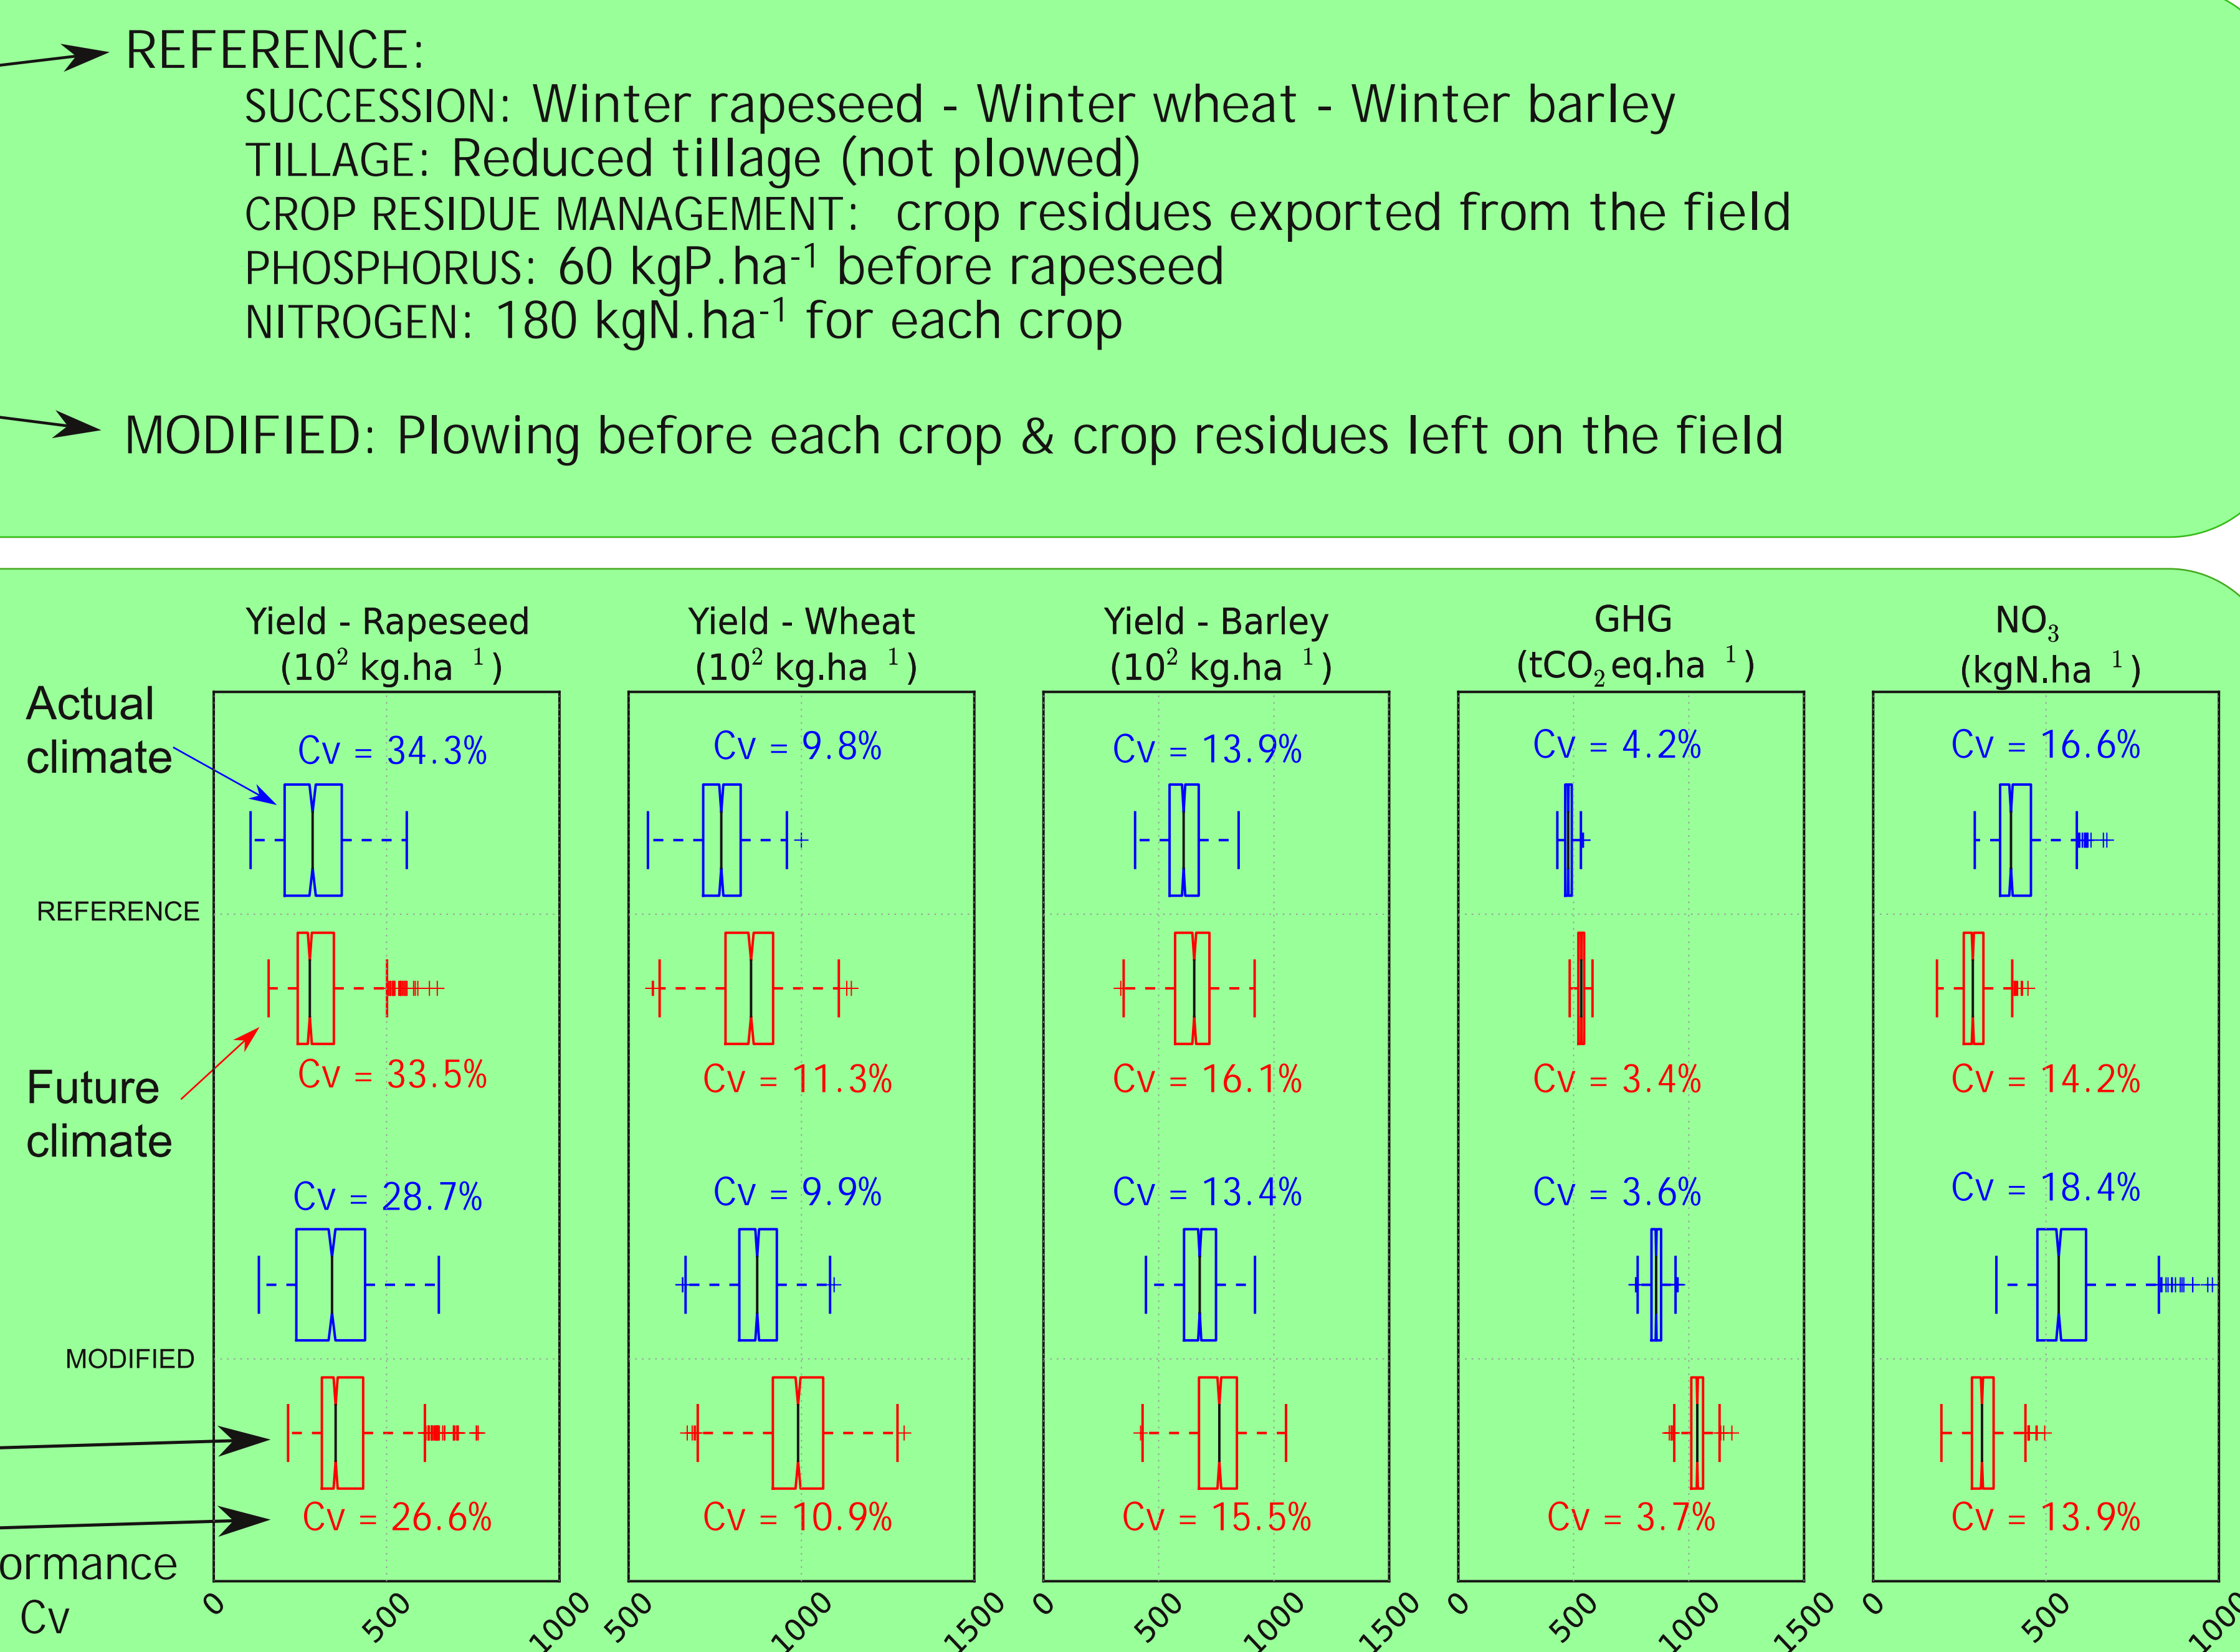 REFERENCE:
SUCCESSION: Winter rapeseed - Winter wheat - Winter barley
TILLAGE: Reduced tillage (not plowed)
CROP RESIDUE MANAGEMENT: crop residues exported from the field
PHOSPHORUS: 60 kgP.ha⁻¹ before rapeseed
NITROGEN: 180 kgN.ha⁻¹ for each crop
MODIFIED: Plowing before each crop & crop residues left on the field
Yield - Rapeseed
(10² kg.ha ¹)
Yield - Wheat
(10² kg.ha ¹)
Yield - Barley
(10² kg.ha ¹)
GHG
(tCO₂eq.ha ¹)
NO₃
(kgN.ha ¹)
Actual
climate
Cv = 34.3%
Cv = 9.8%
Cv = 13.9%
Cv = 4.2%
Cv = 16.6%
REFERENCE
Future
climate
Cv = 33.5%
Cv = 11.3%
Cv = 16.1%
Cv = 3.4%
Cv = 14.2%
Cv = 28.7%
Cv = 9.9%
Cv = 13.4%
Cv = 3.6%
Cv = 18.4%
MODIFIED
Cv = 26.6%
Cv = 10.9%
Cv = 15.5%
Cv = 3.7%
Cv = 13.9%
ormance
Cv
0 500 1000
500 1000 1500
0 500 1000 1500
0 500 1000 1500
0 500 1000